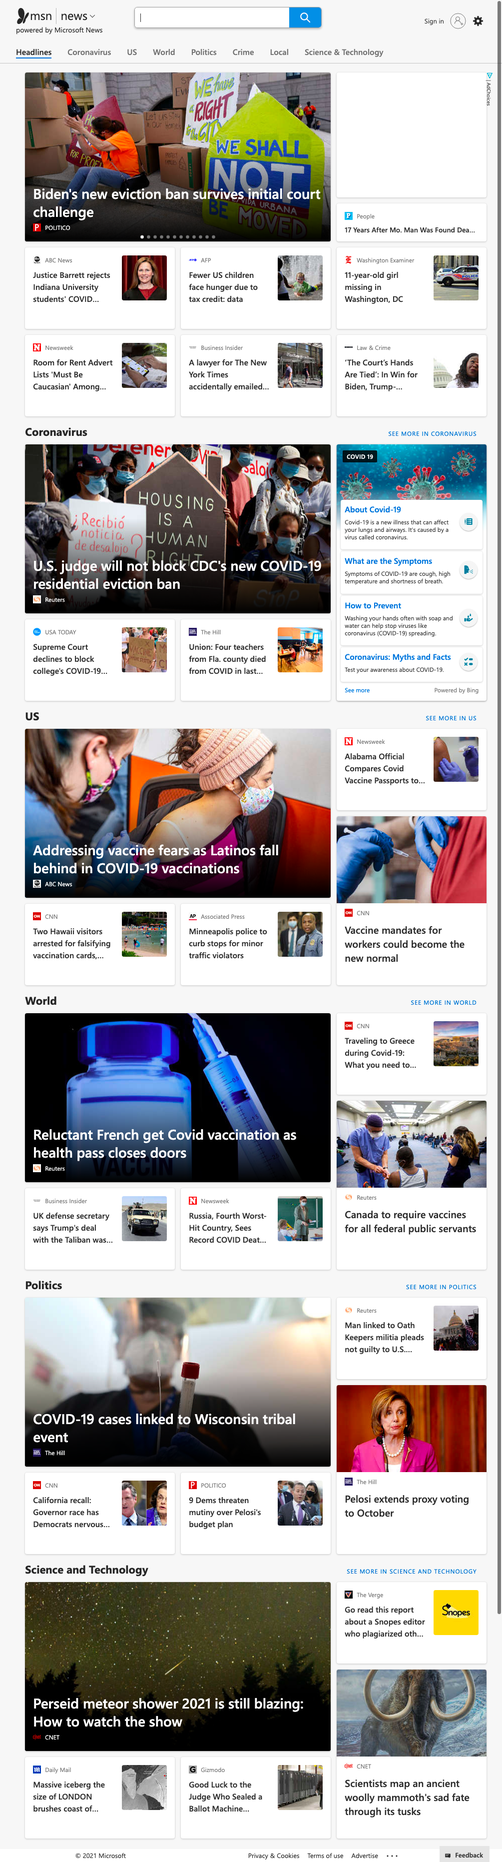 msn news
powered by Microsoft News
Sign in
Headlines Coronavirus US World Politics Crime Local Science & Technology
WE have a RIGHT to the CITY
WE SHALL NOT BE MOVED
Biden's new eviction ban survives initial court
challenge
POLITICO
AdChoices
People
17 Years After Mo. Man Was Found Dea...
ABC News
Justice Barrett rejects
Indiana University
students' COVID...
AFP
Fewer US children
face hunger due to
tax credit: data
Washington Examiner
11-year-old girl
missing in
Washington, DC
Newsweek
Room for Rent Advert
Lists 'Must Be
Caucasian' Among...
Business Insider
A lawyer for The New
York Times
accidentally emailed...
Law & Crime
'The Court's Hands
Are Tied': In Win for
Biden, Trump-...
Coronavirus
SEE MORE IN CORONAVIRUS
¿Recibió
noticia
de desalojo?
HOUSING
IS A
HUMAN
RIGHT
U.S. judge will not block CDC's new COVID-19
residential eviction ban
Reuters
COVID 19
About Covid-19
Covid-19 is a new illness that can affect
your lungs and airways. It's caused by a
virus called coronavirus.
What are the Symptoms
Symptoms of COVID-19 are cough, high
temperature and shortness of breath.
How to Prevent
Washing your hands often with soap and
water can help stop viruses like
coronavirus (COVID-19) spreading.
Coronavirus: Myths and Facts
Test your awareness about COVID-19.
See more
Powered by Bing
USA TODAY
Supreme Court
declines to block
college's COVID-19...
The Hill
Union: Four teachers
from Fla. county died
from COVID in last...
US
SEE MORE IN US
Addressing vaccine fears as Latinos fall
behind in COVID-19 vaccinations
ABC News
Newsweek
Alabama Official
Compares Covid
Vaccine Passports to...
CNN
Vaccine mandates for
workers could become the
new normal
CNN
Two Hawaii visitors
arrested for falsifying
vaccination cards,...
Associated Press
Minneapolis police to
curb stops for minor
traffic violators
World
SEE MORE IN WORLD
Reluctant French get Covid vaccination as
health pass closes doors
Reuters
CNN
Traveling to Greece
during Covid-19:
What you need to...
Reuters
Canada to require vaccines
for all federal public servants
Business Insider
UK defense secretary
says Trump's deal
with the Taliban was...
Newsweek
Russia, Fourth Worst-
Hit Country, Sees
Record COVID Deat...
Politics
SEE MORE IN POLITICS
COVID-19 cases linked to Wisconsin tribal
event
The Hill
Reuters
Man linked to Oath
Keepers militia pleads
not guilty to U.S....
The Hill
Pelosi extends proxy voting
to October
CNN
California recall:
Governor race has
Democrats nervous...
POLITICO
9 Dems threaten
mutiny over Pelosi's
budget plan
Science and Technology
SEE MORE IN SCIENCE AND TECHNOLOGY
Perseid meteor shower 2021 is still blazing:
How to watch the show
CNET
The Verge
Go read this report
about a Snopes editor
who plagiarized oth...
Snopes
CNET
Scientists map an ancient
woolly mammoth's sad fate
through its tusks
Daily Mail
Massive iceberg the
size of LONDON
brushes coast of...
Gizmodo
Good Luck to the
Judge Who Sealed a
Ballot Machine...
© 2021 Microsoft
Privacy & Cookies Terms of use Advertise ...
Feedback